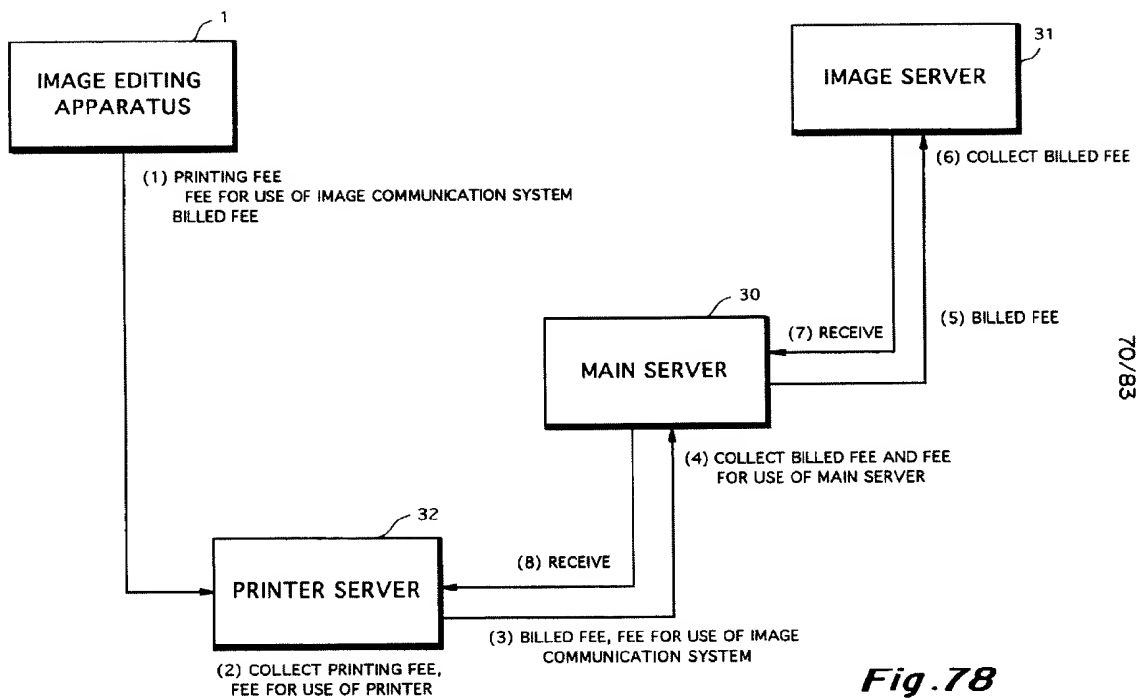 1
IMAGE EDITING
APPARATUS
31
IMAGE SERVER
(1) PRINTING FEE
FEE FOR USE OF IMAGE COMMUNICATION SYSTEM
BILLED FEE
(6) COLLECT BILLED FEE
30
MAIN SERVER
(7) RECEIVE
(5) BILLED FEE
70/83
(4) COLLECT BILLED FEE AND FEE
FOR USE OF MAIN SERVER
32
PRINTER SERVER
(8) RECEIVE
(3) BILLED FEE, FEE FOR USE OF IMAGE
COMMUNICATION SYSTEM
(2) COLLECT PRINTING FEE,
FEE FOR USE OF PRINTER
Fig.78